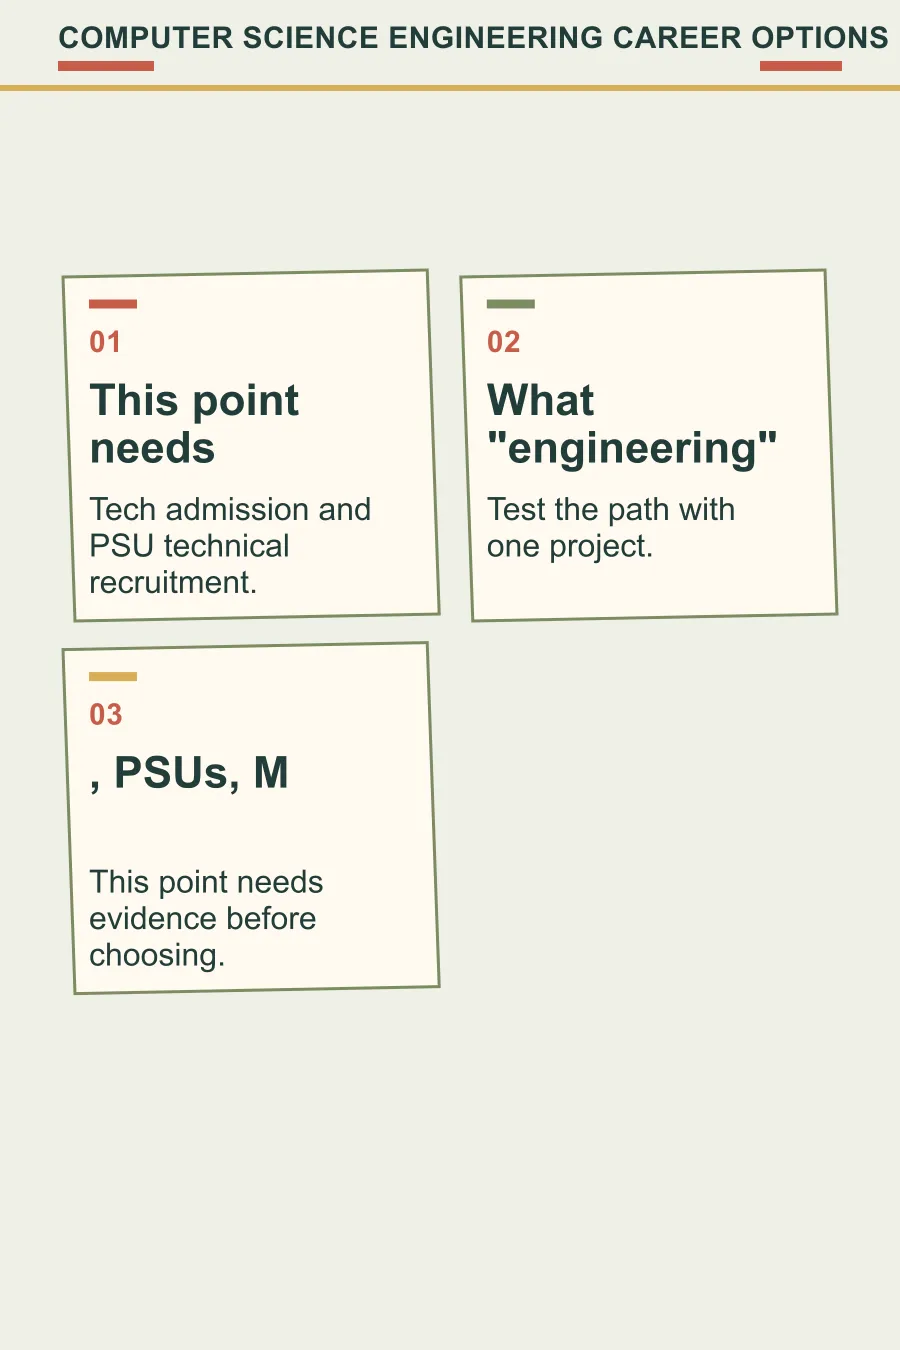 COMPUTER SCIENCE ENGINEERING CAREER OPTIONS
01
This point
needs
Tech admission and
PSU technical
recruitment.
02
What
"engineering"
Test the path with
one project.
03
, PSUs, M
This point needs
evidence before
choosing.